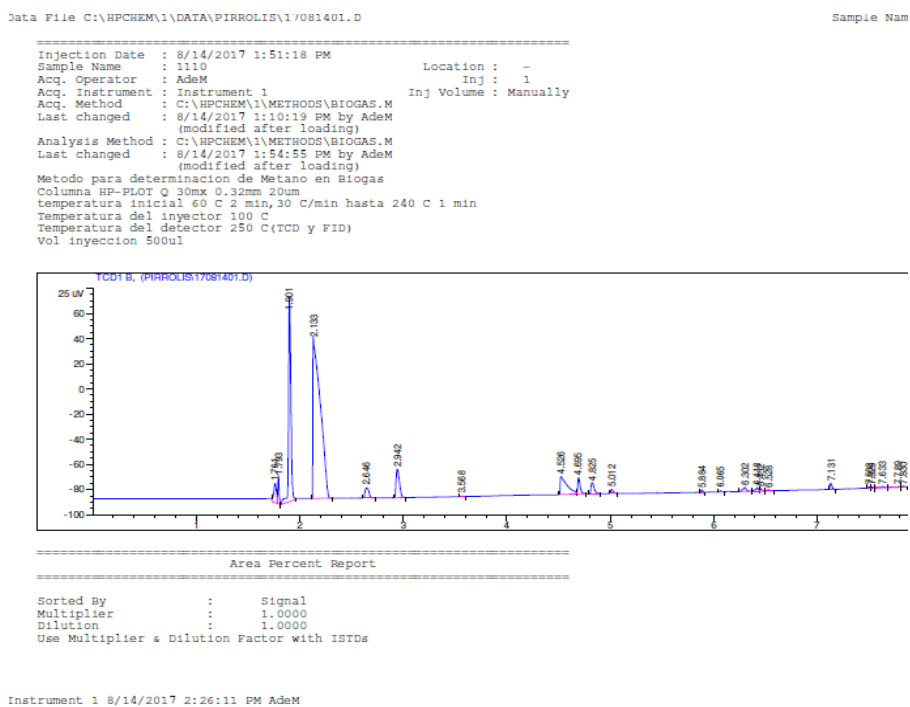 Data File C:\HPCHEM\1\DATA\PIRROLIS\17081401.D Sample Nam
Injection Date : 8/14/2017 1:51:18 PM
Sample Name : 1110 Location : -
Acq. Operator : AdeM Inj : 1
Acq. Instrument : Instrument 1 Inj Volume : Manually
Acq. Method : C:\HPCHEM\1\METHODS\BIOGAS.M
Last changed : 8/14/2017 1:10:19 PM by AdeM
(modified after loading)
Analysis Method : C:\HPCHEM\1\METHODS\BIOGAS.M
Last changed : 8/14/2017 1:54:55 PM by AdeM
(modified after loading)
Metodo para determinacion de Metano en Biogas
Columna HP-PLOT Q 30mx 0.32mm 20um
temperatura inicial 60 C 2 min,30 C/min hasta 240 C 1 min
Temperatura del inyector 100 C
Temperatura del detector 250 C(TCD y FID)
Vol inyeccion 500ul
TCD1 B, (PIRROLIS\17081401.D)
25 uV
60
40
20
0
-20
-40
-60
-80
-100
1.901
2.133
2.646
2.942
3.568
4.526
4.695
4.825
5.012
5.884
6.065
6.302
7.131
7.633
1
2
3
4
5
6
7
Area Percent Report
Sorted By : Signal
Multiplier : 1.0000
Dilution : 1.0000
Use Multiplier & Dilution Factor with ISTDs
Instrument 1 8/14/2017 2:26:11 PM AdeM